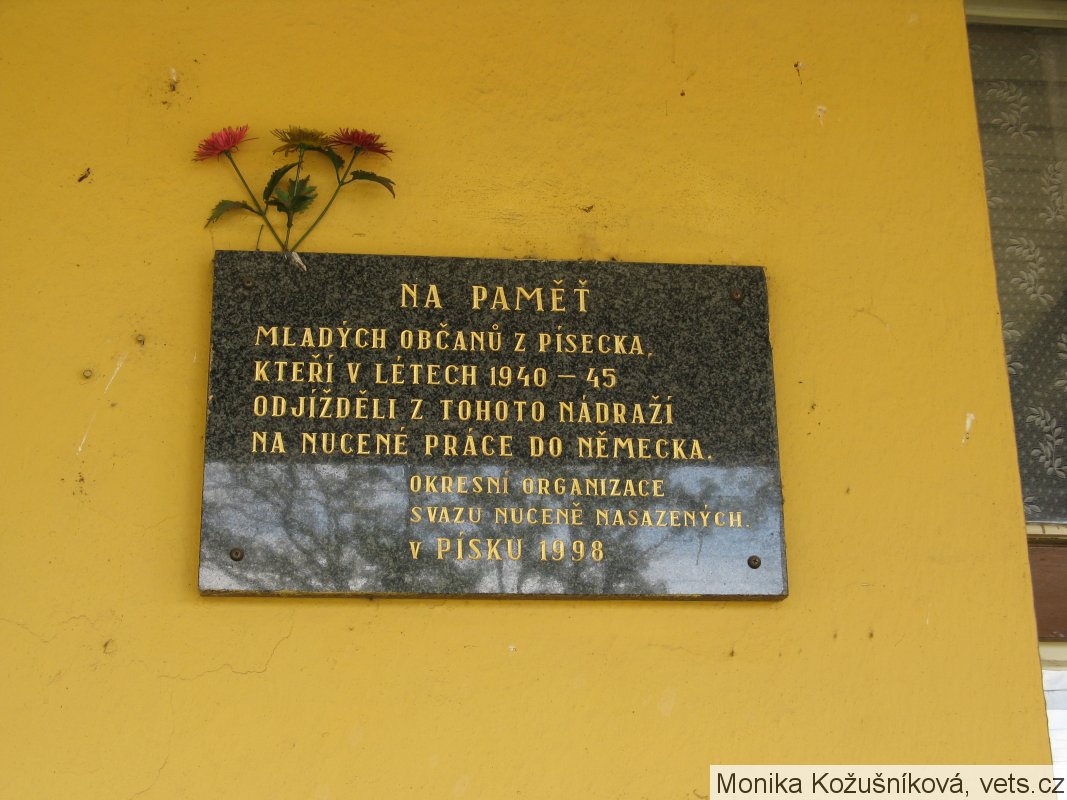 NA PAMĚŤ
MLADÝCH OBČANŮ Z PÍSECKA,
KTEŘÍ V LÉTECH 1940 – 45
ODJÍŽDĚLI Z TOHOTO NÁDRAŽÍ
NA NUCENÉ PRÁCE DO NĚMECKA.
OKRESNÍ ORGANIZACE
SVAZU NUCENĚ NASAZENÝCH.
v PÍSKU 1998
Monika Kožušníková, vets.cz